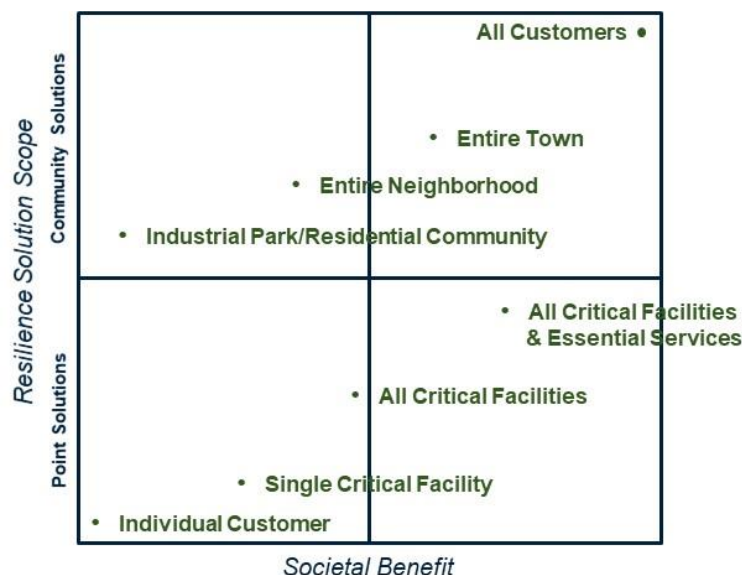 All Customers
Entire Town
Entire Neighborhood
Industrial Park/Residential Community
All Critical Facilities
& Essential Services
All Critical Facilities
Single Critical Facility
Individual Customer
Resilience Solution Scope
Community Solutions
Point Solutions
Societal Benefit